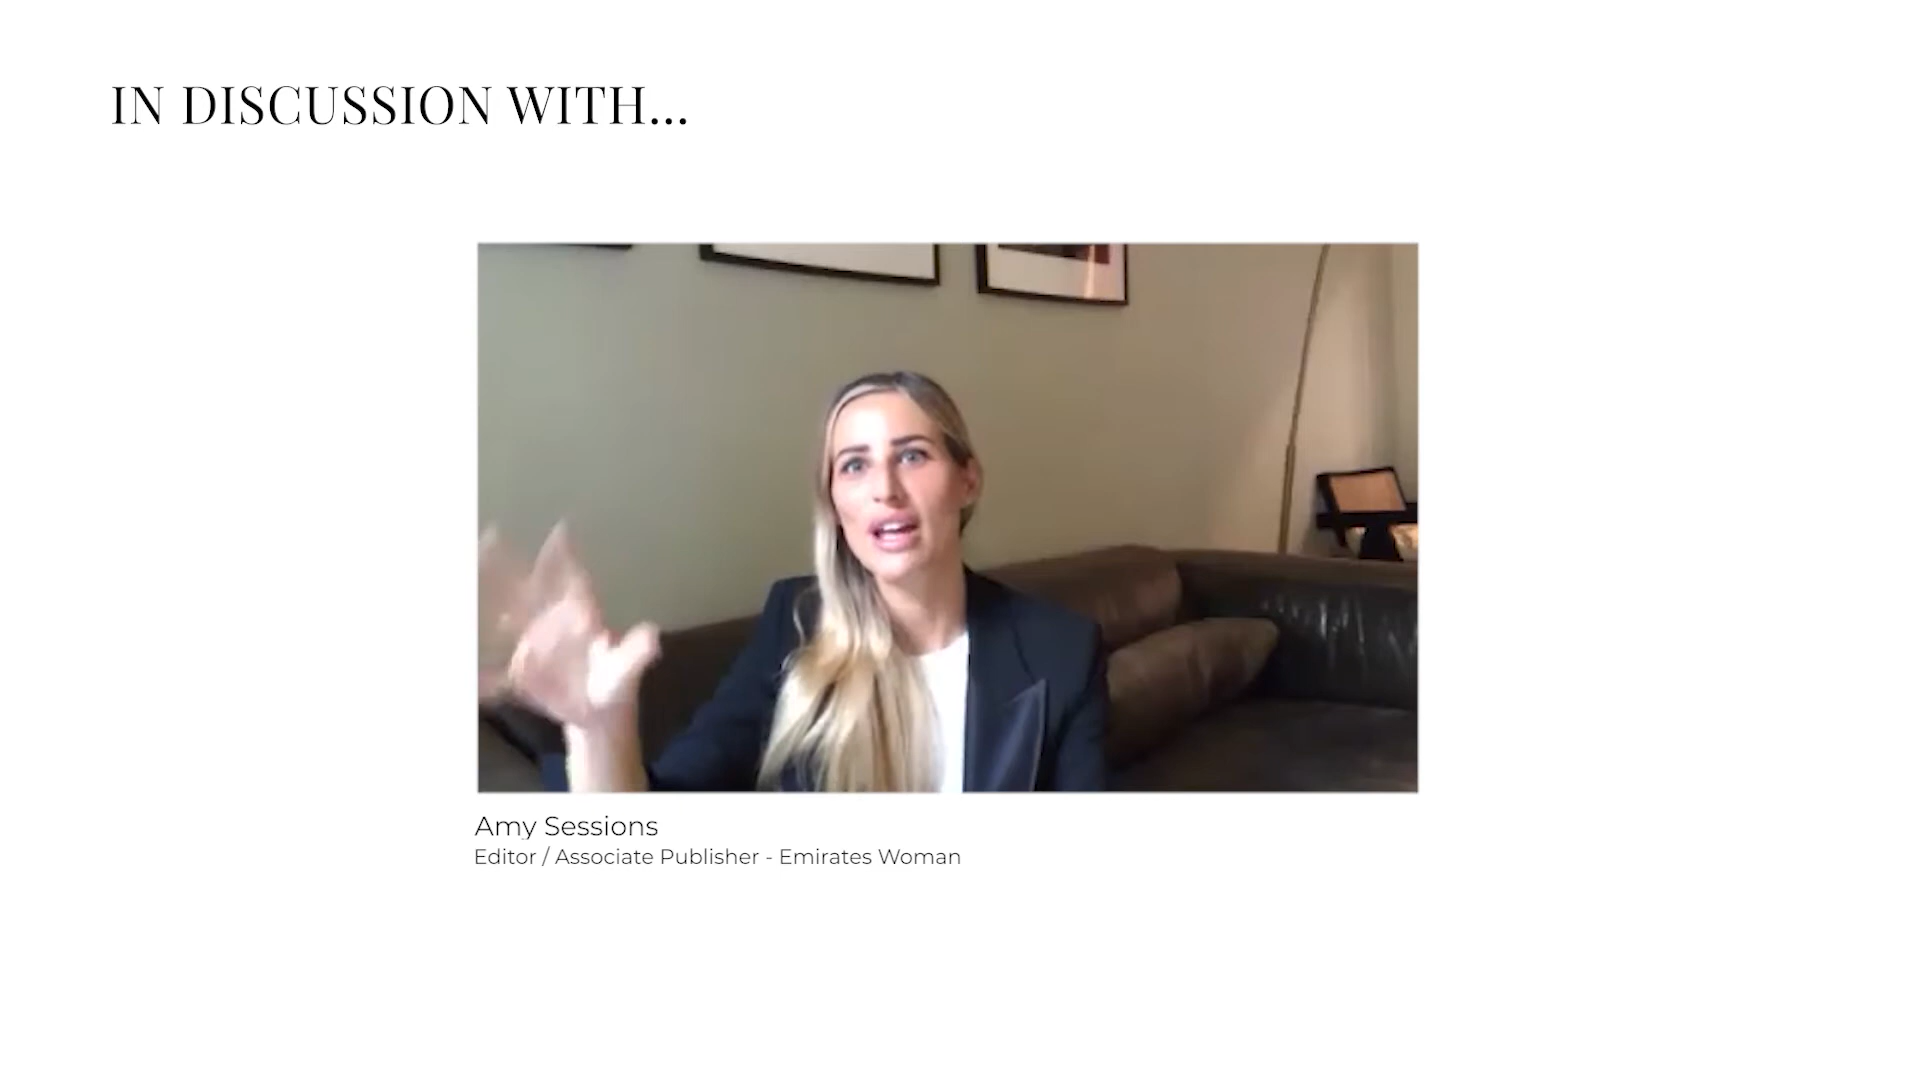 IN DISCUSSION WITH...
Amy Sessions
Editor / Associate Publisher - Emirates Woman